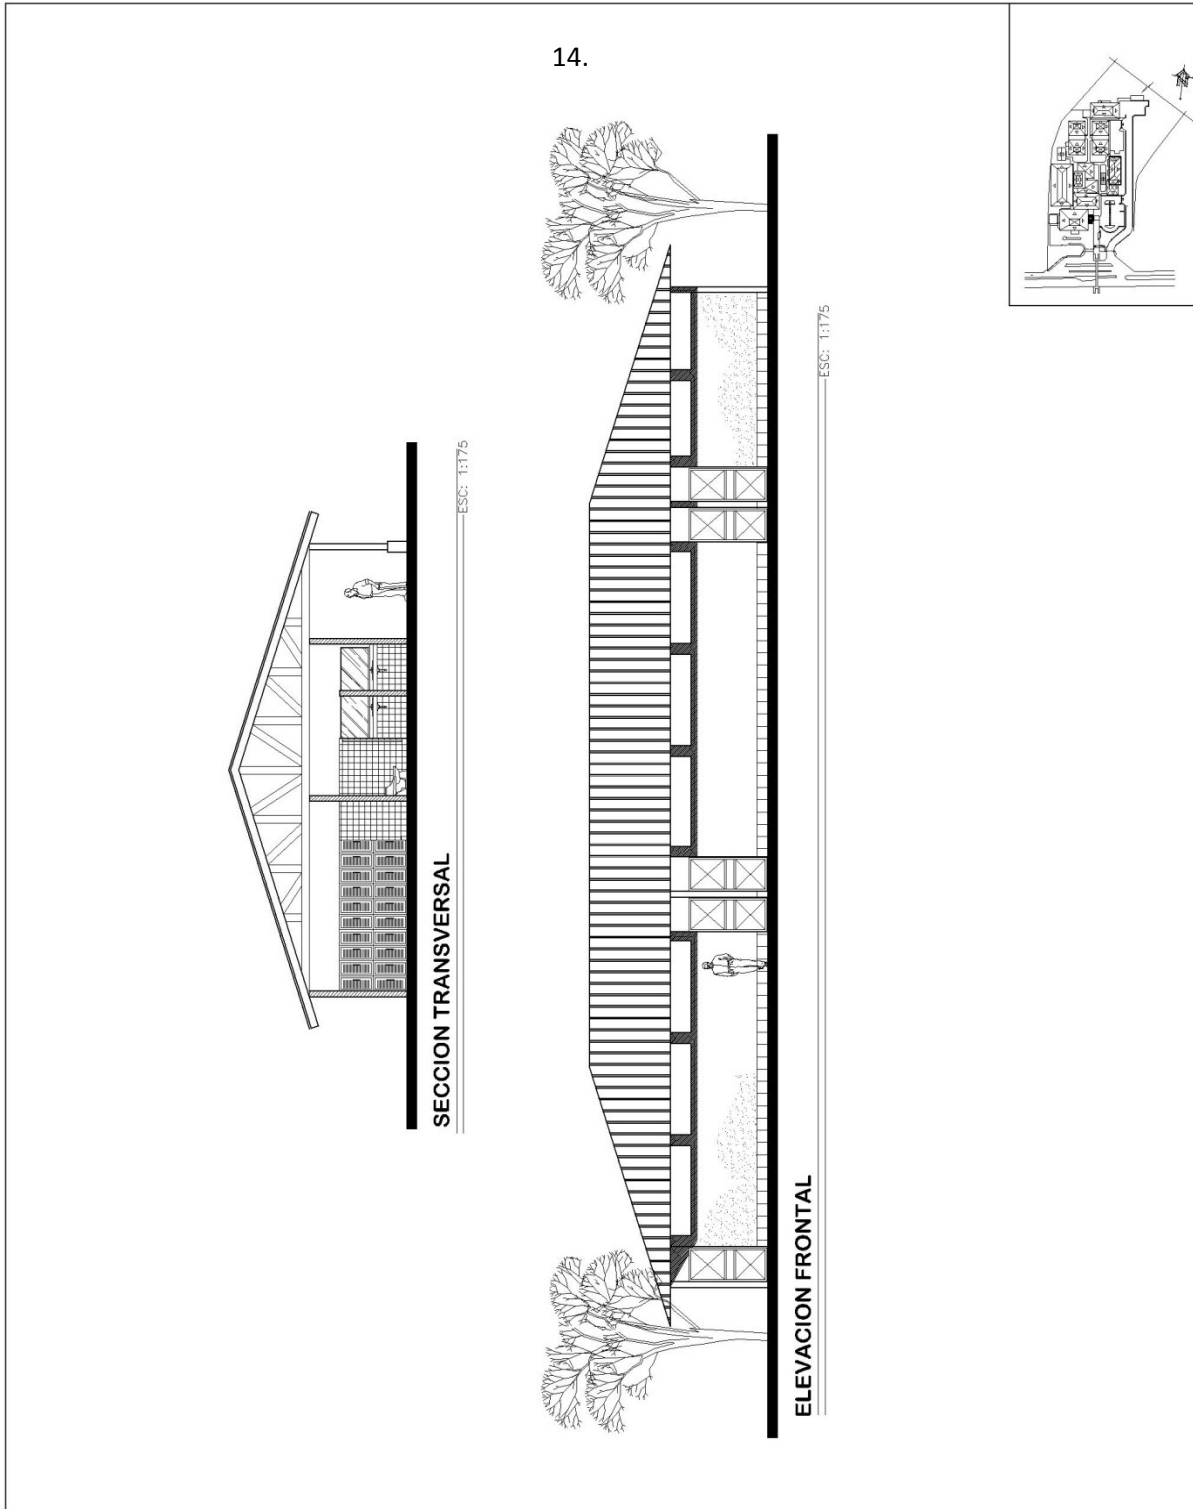 14.
SECCION TRANSVERSAL
ESC: 1:175
ELEVACION FRONTAL
ESC: 1:175